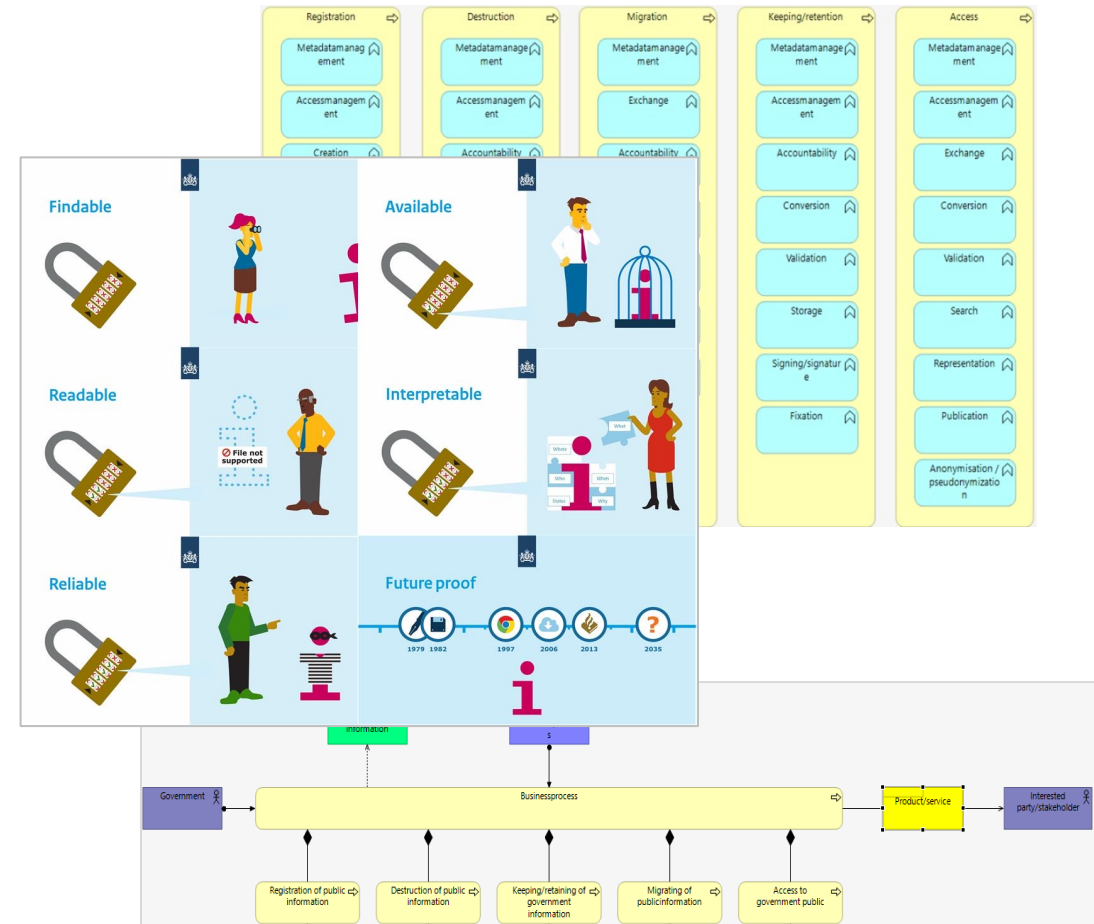 Registration
Metadatamanag
ement
Accessmanagem
ent
Creation
Destruction
Metadatamanage
ment
Accessmanagem
ent
Accountability
Migration
Metadatamanage
ment
Exchange
Accountability
Keeping/retention
Metadatamanage
ment
Accessmanagem
ent
Accountability
Conversion
Validation
Storage
Signing/signatur
e
Fixation
Access
Metadatamanage
ment
Accessmanagem
ent
Exchange
Conversion
Validation
Search
Representation
Publication
Anonymisation /
pseudonymizatio
n
Findable
Available
Readable
File not
supported
Interpretable
What
Where
Who
When
Status
Why
Reliable
Future proof
1979
1982
1997
2006
2013
?
2035
information
s
Government
Businessprocess
Product/service
Interested
party/stakeholder
Registration of public
information
Destruction of public
information
Keeping/retaining of
government
information
Migrating of
publicinformation
Access to
government public